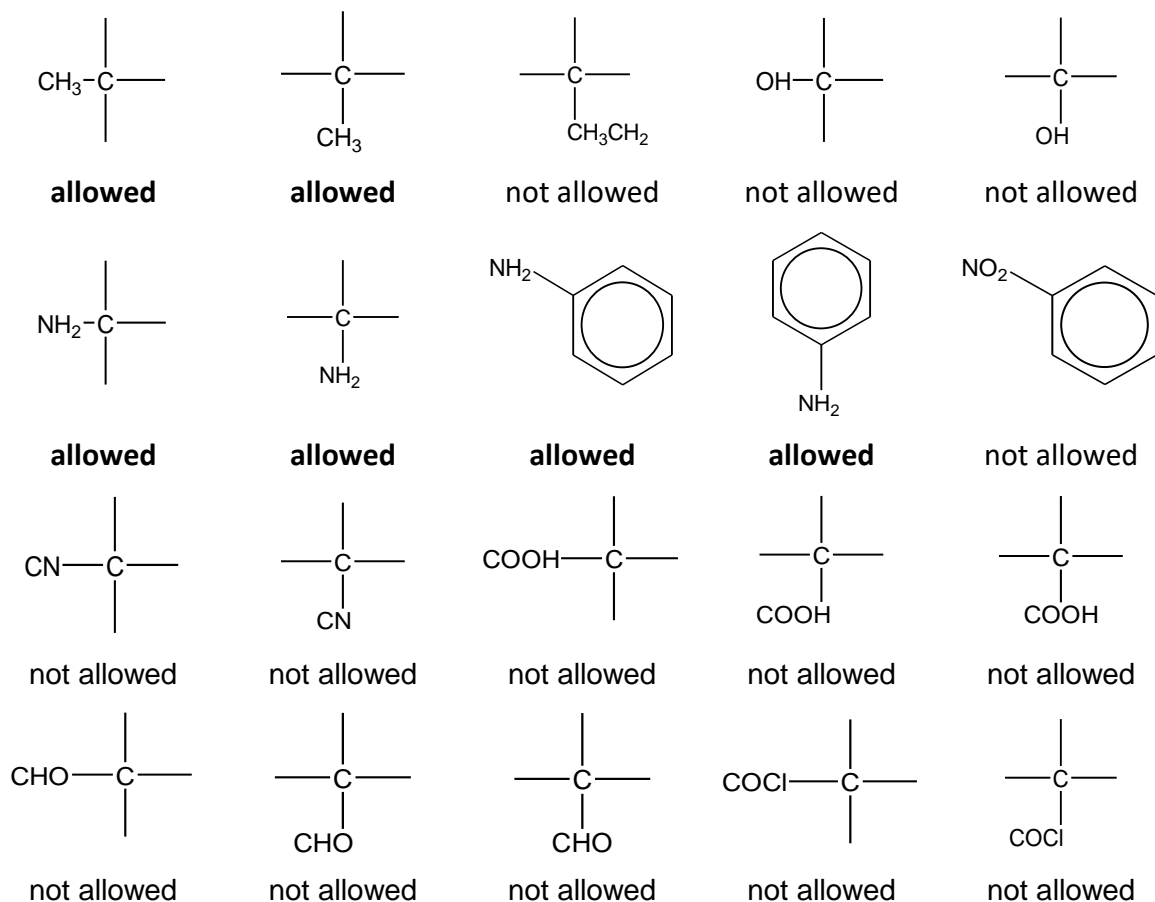 CH₃ C C C OH C C
CH₃ CH₃CH₂ OH
allowed allowed not allowed not allowed not allowed
NH₂ NO₂
NH₂ C C
NH₂ NH₂
allowed allowed allowed allowed not allowed
CN C C COOH C C C
CN COOH COOH
not allowed not allowed not allowed not allowed not allowed
CHO C C C COCl C C
CHO CHO COCl
not allowed not allowed not allowed not allowed not allowed